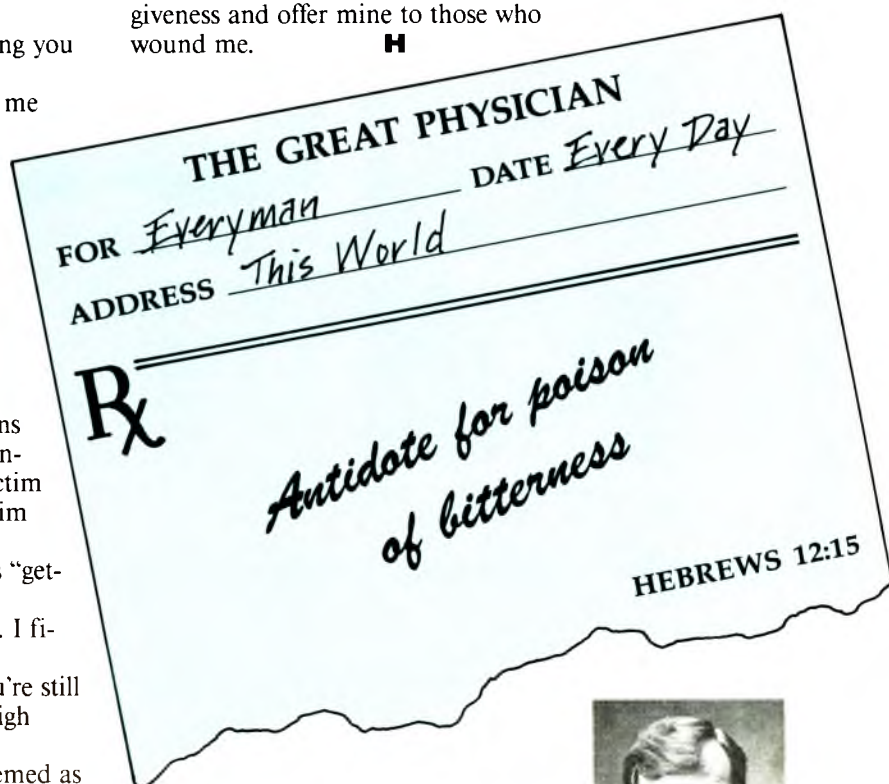 ng you
me
ns
n-
ctim
im
s “get-
. I fi-
u’re still
igh
emed as
giveness and offer mine to those who
wound me. H
THE GREAT PHYSICIAN
FOR Everyman DATE Every Day
ADDRESS This World
Rx
Antidote for poison
of bitterness
HEBREWS 12:15